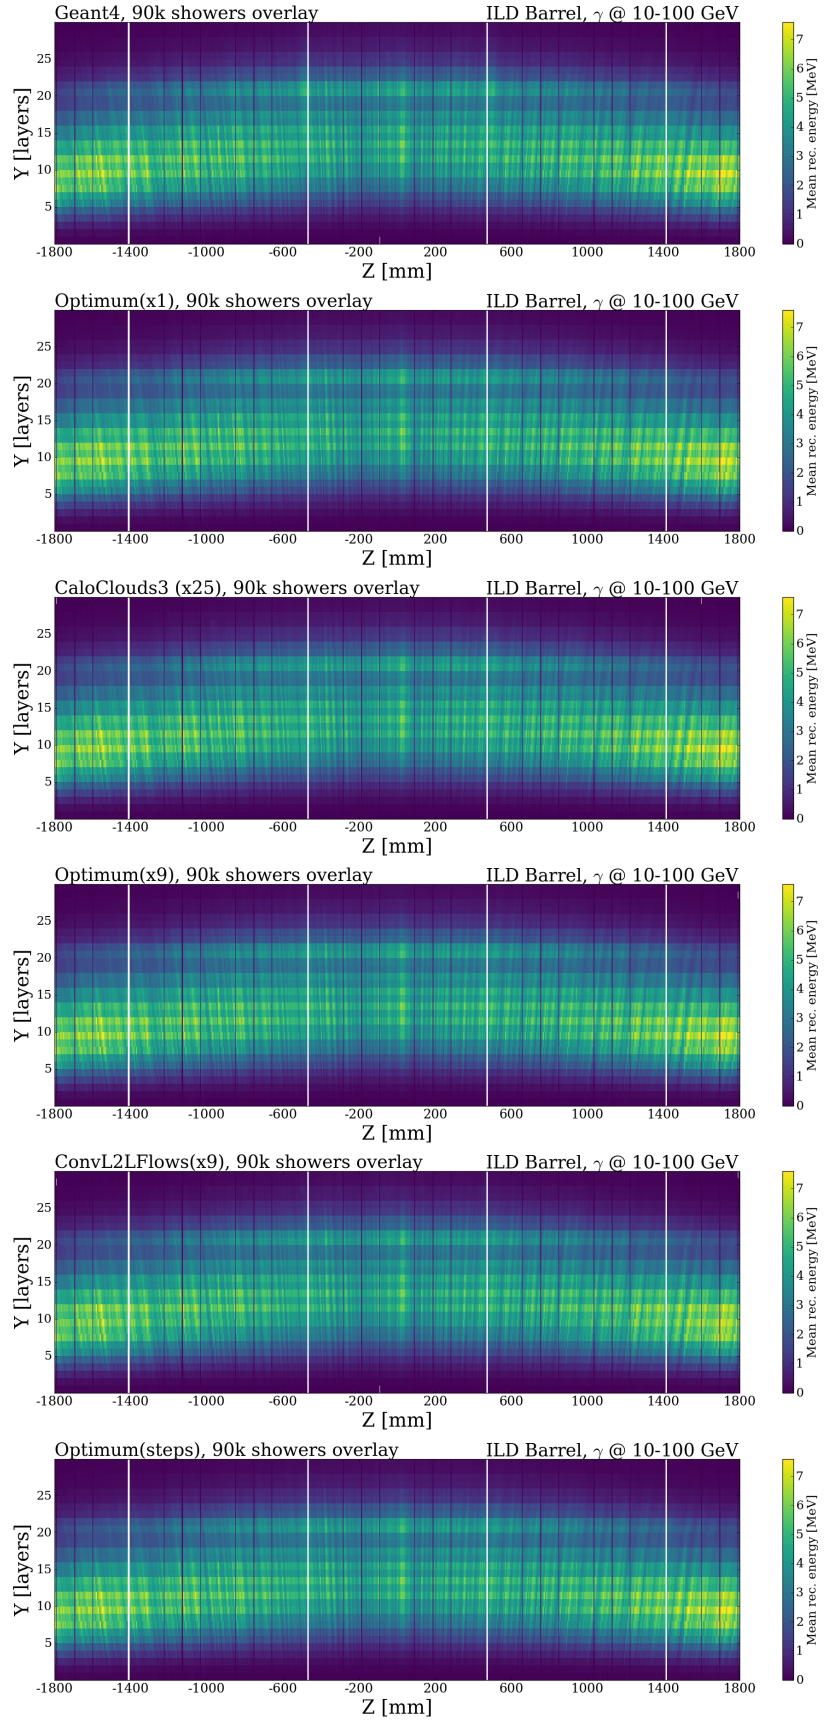 Geant4, 90k showers overlay ILD Barrel, γ @ 10-100 GeV
25
20
15
10
5
Y [layers]
-1800 -1400 -1000 -600 -200 200 600 1000 1400 1800
Z [mm]
7
6
5
4
3
2
1
0
Mean rec. energy [MeV]
Optimum(x1), 90k showers overlay ILD Barrel, γ @ 10-100 GeV
25
20
15
10
5
Y [layers]
-1800 -1400 -1000 -600 -200 200 600 1000 1400 1800
Z [mm]
7
6
5
4
3
2
1
0
Mean rec. energy [MeV]
CaloClouds3 (x25), 90k showers overlay ILD Barrel, γ @ 10-100 GeV
25
20
15
10
5
Y [layers]
-1800 -1400 -1000 -600 -200 200 600 1000 1400 1800
Z [mm]
7
6
5
4
3
2
1
0
Mean rec. energy [MeV]
Optimum(x9), 90k showers overlay ILD Barrel, γ @ 10-100 GeV
25
20
15
10
5
Y [layers]
-1800 -1400 -1000 -600 -200 200 600 1000 1400 1800
Z [mm]
7
6
5
4
3
2
1
0
Mean rec. energy [MeV]
ConvL2LFlows(x9), 90k showers overlay ILD Barrel, γ @ 10-100 GeV
25
20
15
10
5
Y [layers]
-1800 -1400 -1000 -600 -200 200 600 1000 1400 1800
Z [mm]
7
6
5
4
3
2
1
0
Mean rec. energy [MeV]
Optimum(steps), 90k showers overlay ILD Barrel, γ @ 10-100 GeV
25
20
15
10
5
Y [layers]
-1800 -1400 -1000 -600 -200 200 600 1000 1400 1800
Z [mm]
7
6
5
4
3
2
1
0
Mean rec. energy [MeV]